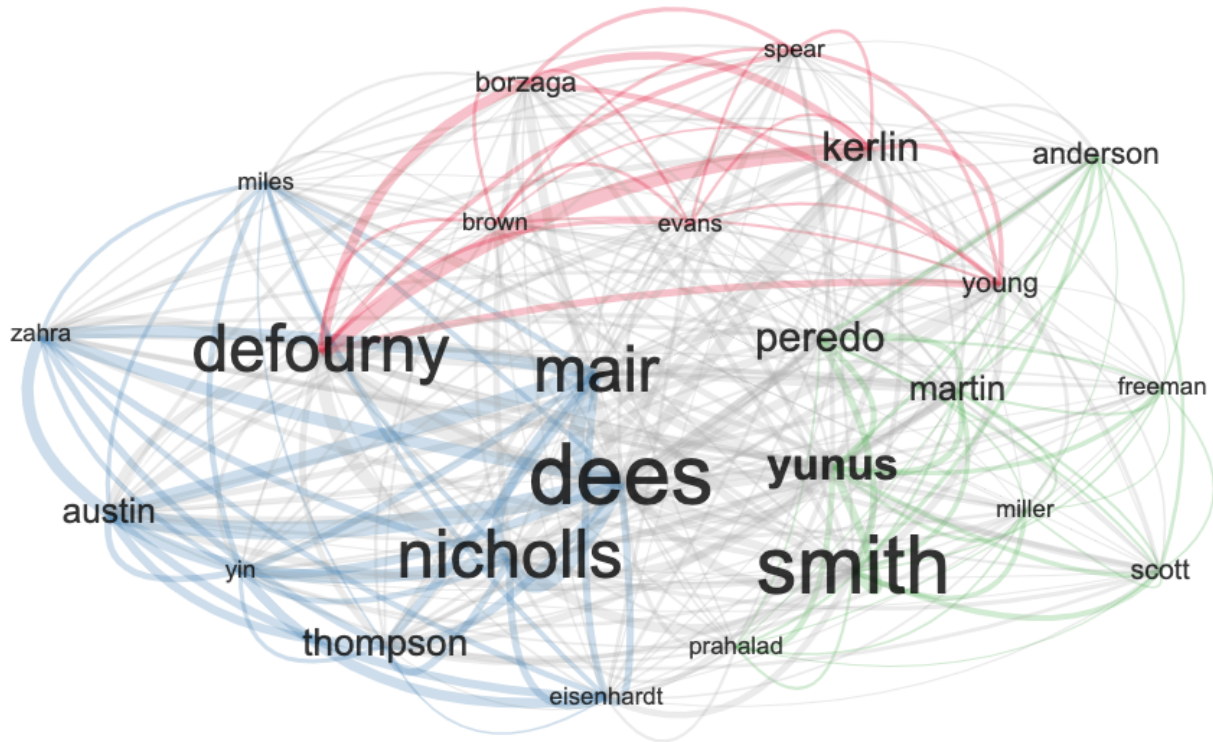 spear
borzaga
kerlin
anderson
miles
brown
evans
young
zahra
defourny
peredo
mair
martin
freeman
dees
yunus
austin
miller
nicholls
smith
yin
scott
thompson
prahalad
eisenhardt